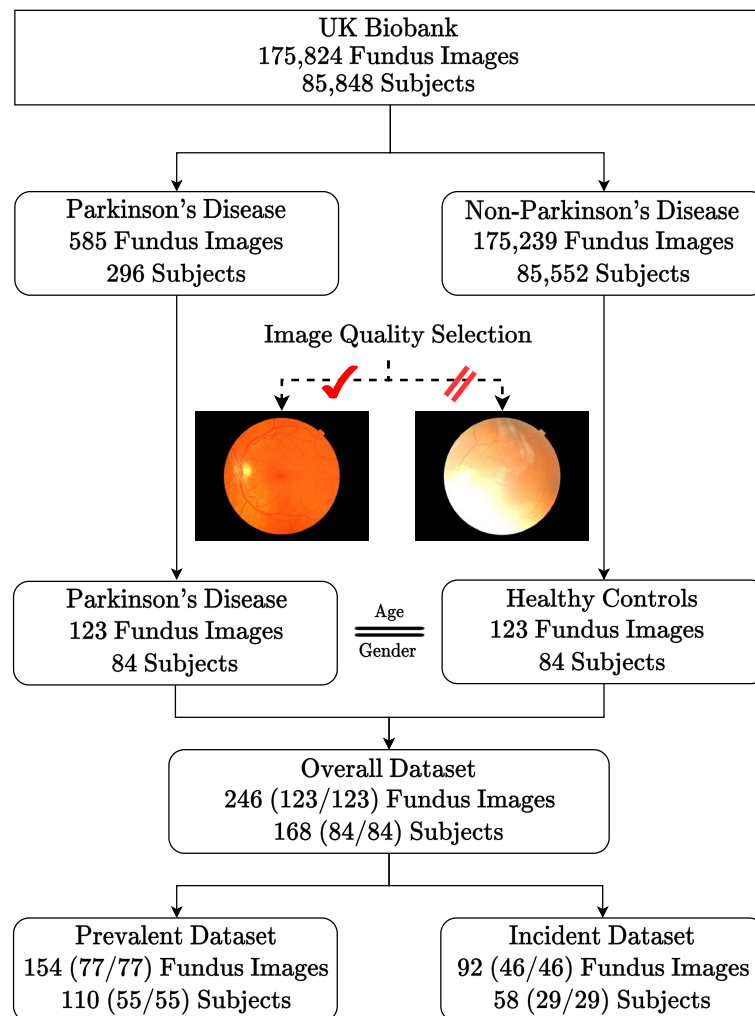 UK Biobank
175,824 Fundus Images
85,848 Subjects
Parkinson's Disease
585 Fundus Images
296 Subjects
Non-Parkinson's Disease
175,239 Fundus Images
85,552 Subjects
Image Quality Selection
Parkinson's Disease
123 Fundus Images
84 Subjects
Age
Gender
Healthy Controls
123 Fundus Images
84 Subjects
Overall Dataset
246 (123/123) Fundus Images
168 (84/84) Subjects
Prevalent Dataset
154 (77/77) Fundus Images
110 (55/55) Subjects
Incident Dataset
92 (46/46) Fundus Images
58 (29/29) Subjects